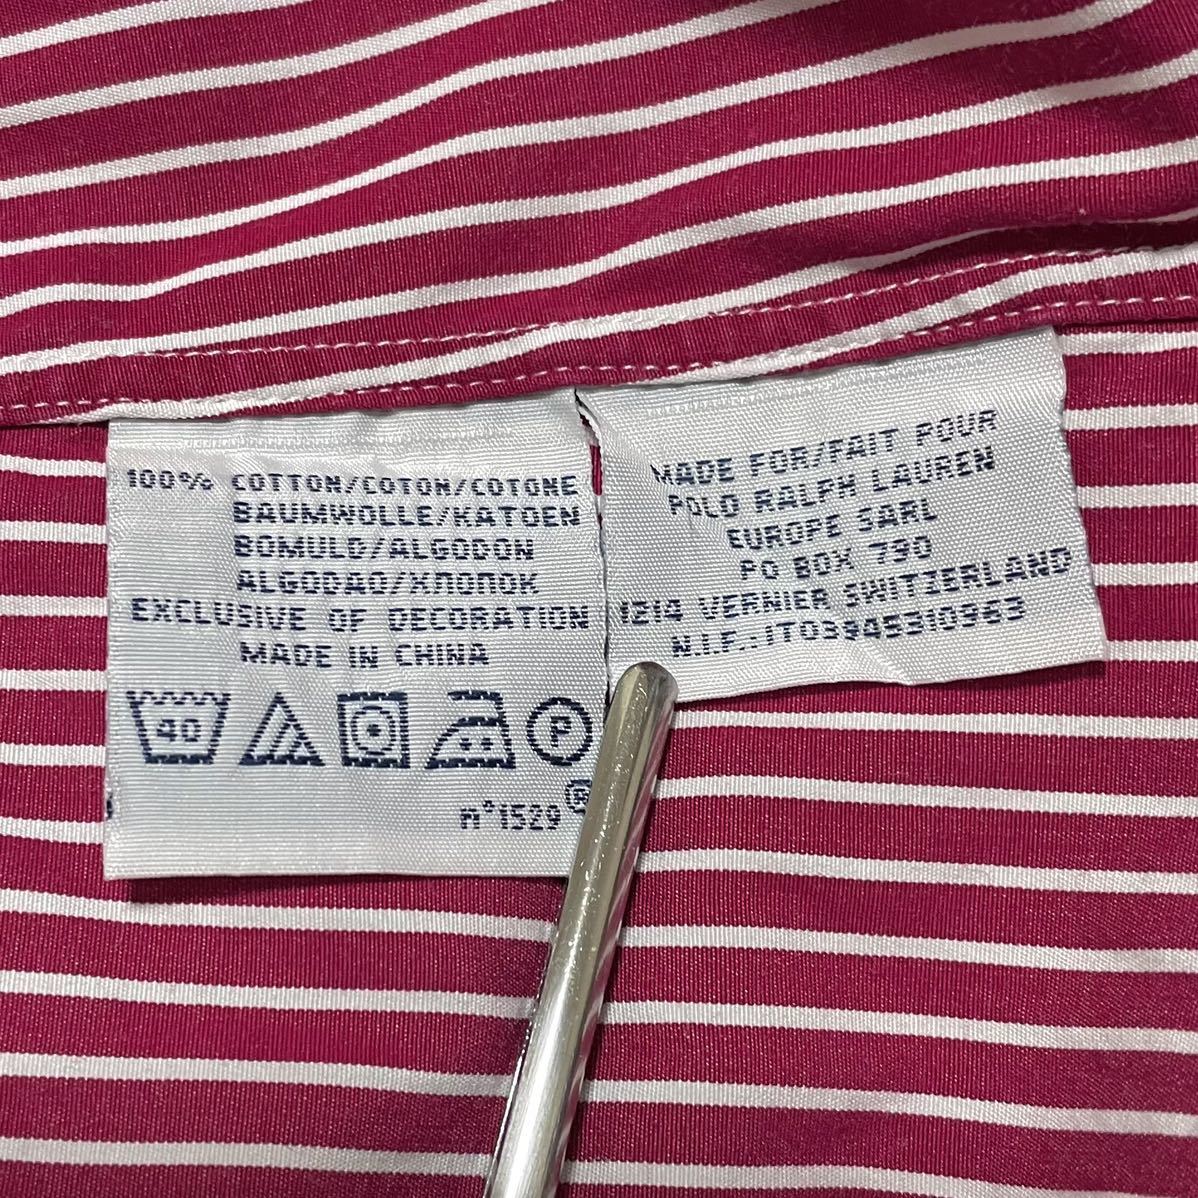 100% COTTON/COTON/COTONE
BAUMWOLLE/KATOEN
BOMULD/ALGODON
ALGODAO/ХЛОПОК
EXCLUSIVE OF DECORATION
MADE IN CHINA
40
P
n°1529®
MADE FOR/FAIT POUR
POLO RALPH LAUREN
EUROPE SARL
PO BOX 790
1214 VERNIER SWITZERLAND
N.I.F.:IT03945310963